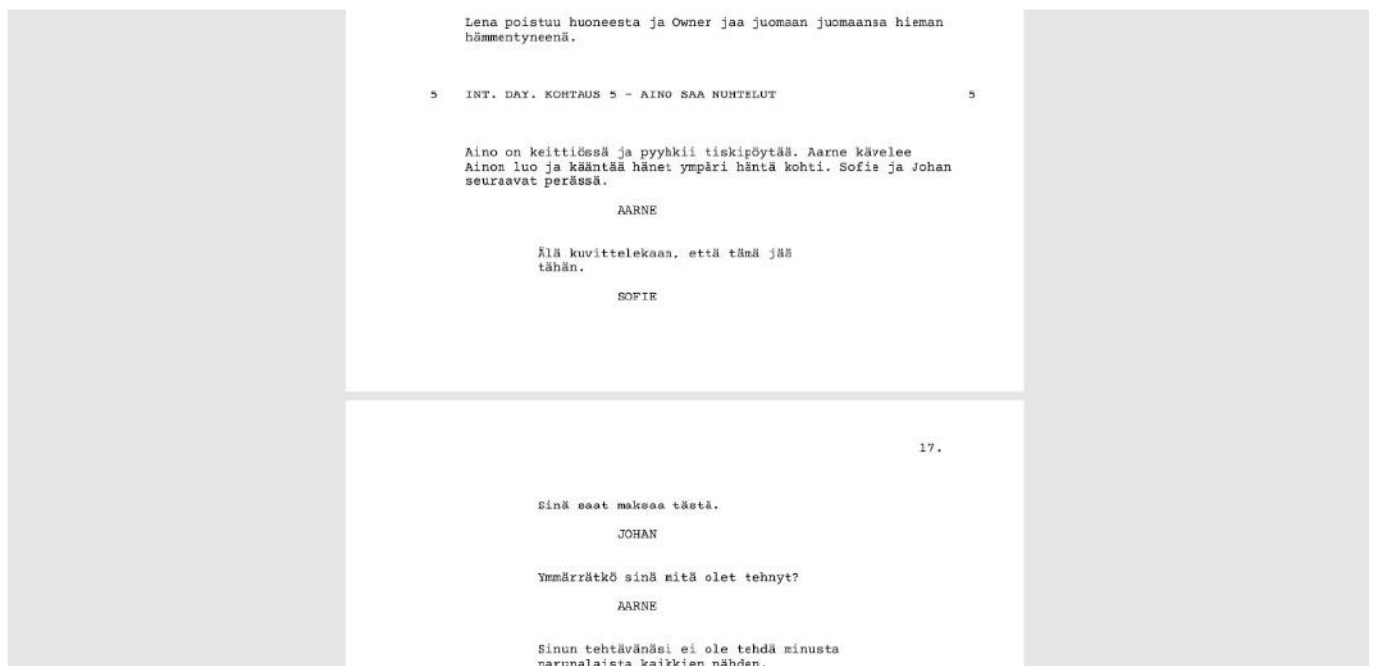 Lena poistuu huoneesta ja Owner jaa juomaan juomaansa hieman
hämmentyneenä.
5 INT. DAY. KOHTAUS 5 - AINO SAA NUHTELUT 5
Aino on keittiössä ja pyyhkii tiskipöytää. Aarne kävelee
Ainon luo ja kääntää hänet ympäri häntä kohti. Sofie ja Johan
seuraavat perässä.
AARNE
Älä kuvittelekaan, että tämä jää
tähän.
SOFIE
17.
Sinä saat maksaa tästä.
JOHAN
Ymmärrätkö sinä mitä olet tehnyt?
AARNE
Sinun tehtävänäsi ei ole tehdä minusta
narunalaista kaikkien nähden.